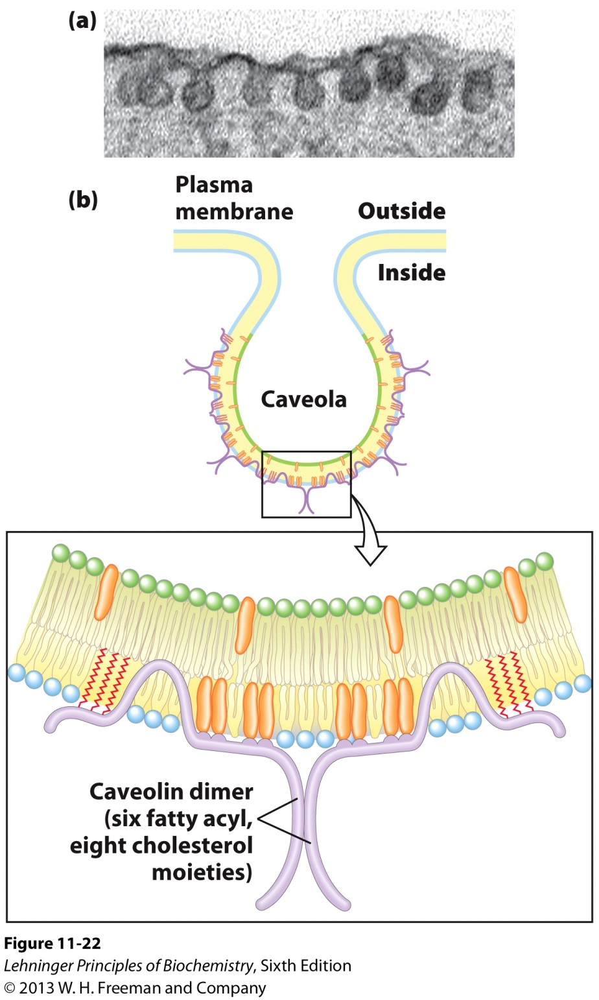 (a)
(b)
Plasma
membrane
Outside
Inside
Caveola
Caveolin dimer
(six fatty acyl,
eight cholesterol
moieties)
Figure 11-22
Lehninger Principles of Biochemistry, Sixth Edition
© 2013 W. H. Freeman and Company